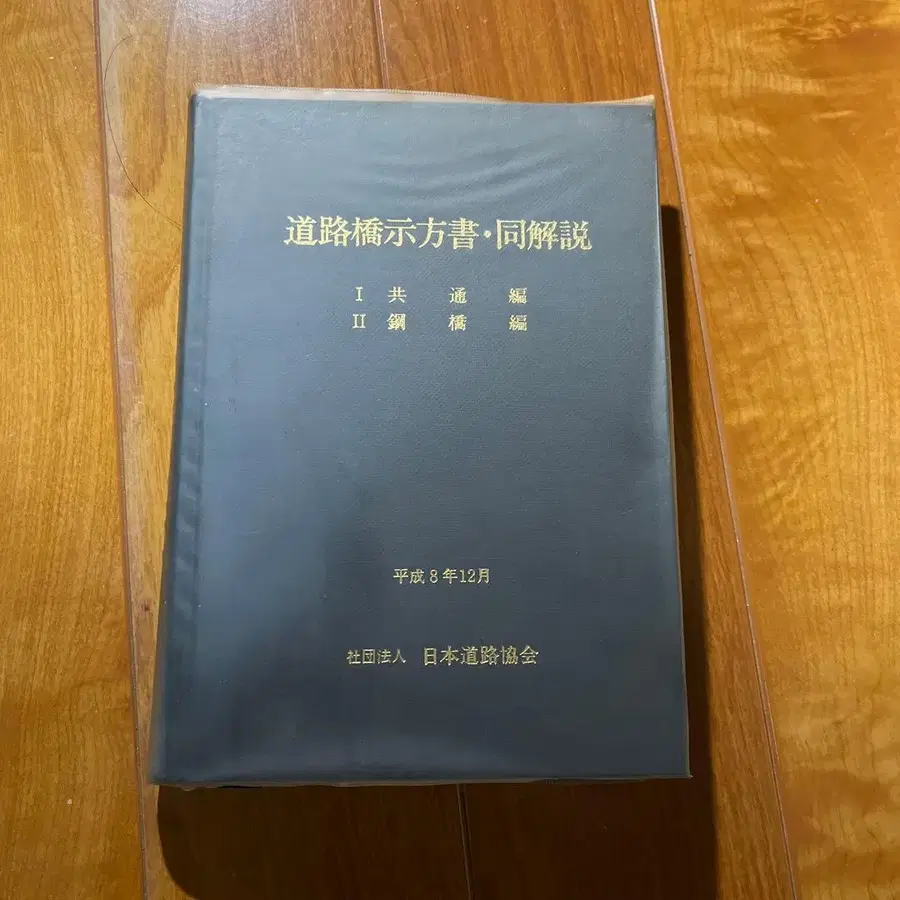 道路橋示方書・同解説
I 共通編
II 鋼橋編
平成8年12月
社団法人 日本道路協会